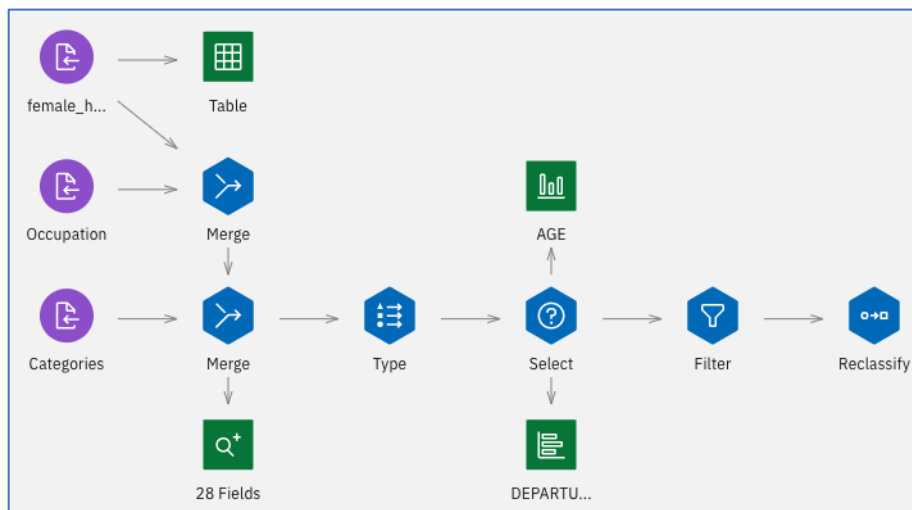 female_h...
Table
Occupation
Merge
AGE
Categories
Merge
Type
Select
Filter
Reclassify
28 Fields
DEPARTU...